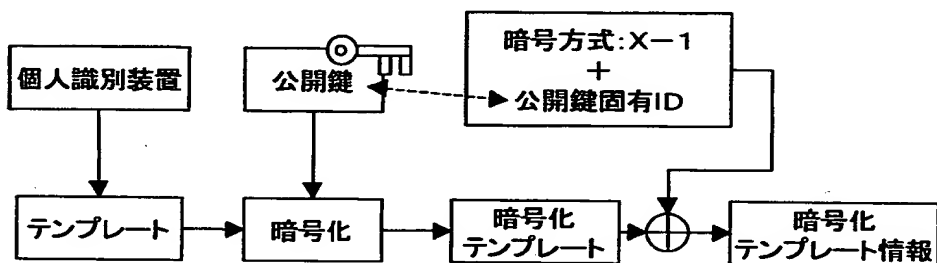 個人識別装置
公開鍵
暗号方式:X−1
+
公開鍵固有ID
テンプレート
暗号化
暗号化
テンプレート
暗号化
テンプレート情報